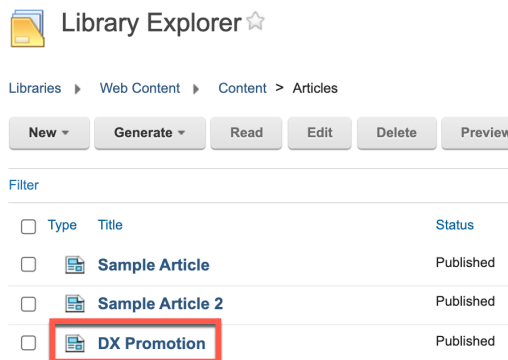 Library Explorer
Libraries Web Content Content > Articles
New Generate Read Edit Delete Preview
Filter
Type Title Status
Sample Article Published
Sample Article 2 Published
DX Promotion Published